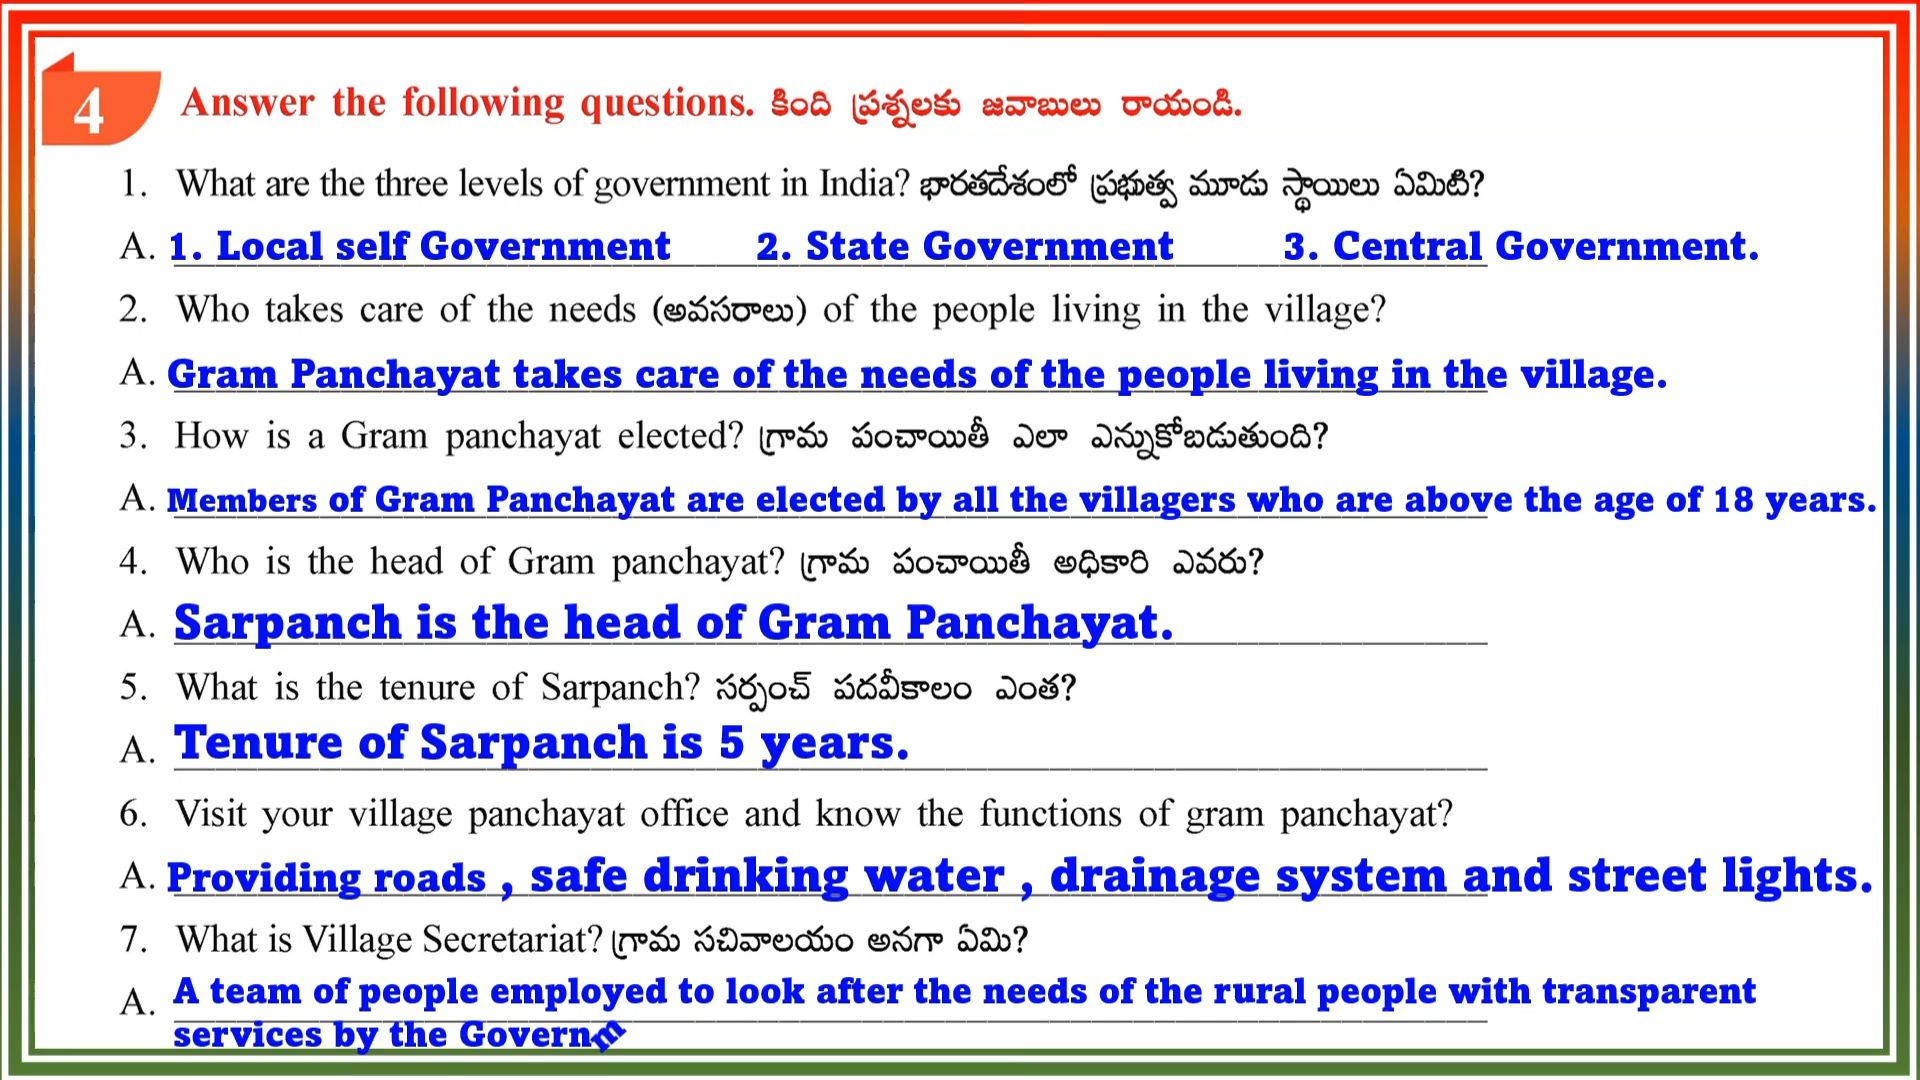 4
Answer the following questions. కింది ప్రశ్నలకు జవాబులు రాయండి.
1. What are the three levels of government in India? భారతదేశంలో ప్రభుత్వ మూడు స్థాయిలు ఏమిటి?
A. 1. Local self Government 2. State Government 3. Central Government.
2. Who takes care of the needs (అవసరాలు) of the people living in the village?
A. Gram Panchayat takes care of the needs of the people living in the village.
3. How is a Gram panchayat elected? గ్రామ పంచాయితీ ఎలా ఎన్నుకోబడుతుంది?
A. Members of Gram Panchayat are elected by all the villagers who are above the age of 18 years.
4. Who is the head of Gram panchayat? గ్రామ పంచాయితీ అధికారి ఎవరు?
A. Sarpanch is the head of Gram Panchayat.
5. What is the tenure of Sarpanch? సర్పంచ్ పదవీకాలం ఎంత?
A. Tenure of Sarpanch is 5 years.
6. Visit your village panchayat office and know the functions of gram panchayat?
A. Providing roads , safe drinking water , drainage system and street lights.
7. What is Village Secretariat? గ్రామ సచివాలయం అనగా ఏమి?
A. A team of people employed to look after the needs of the rural people with transparent
services by the Governm